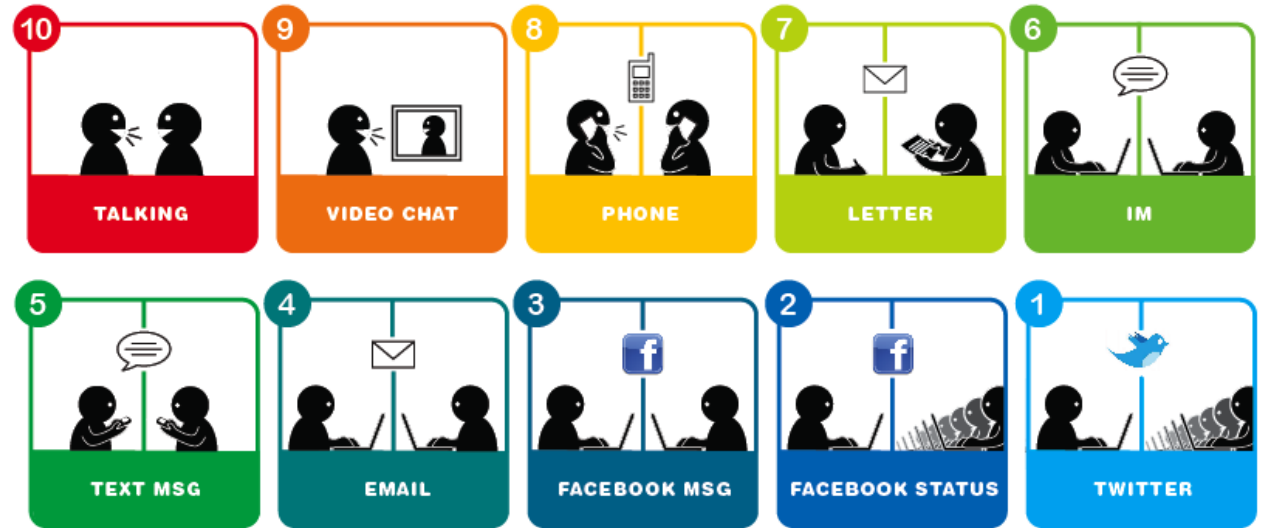 10
TALKING
9
VIDEO CHAT
8
PHONE
7
LETTER
6
IM
5
TEXT MSG
4
EMAIL
3
f
FACEBOOK MSG
2
f
FACEBOOK STATUS
1
TWITTER